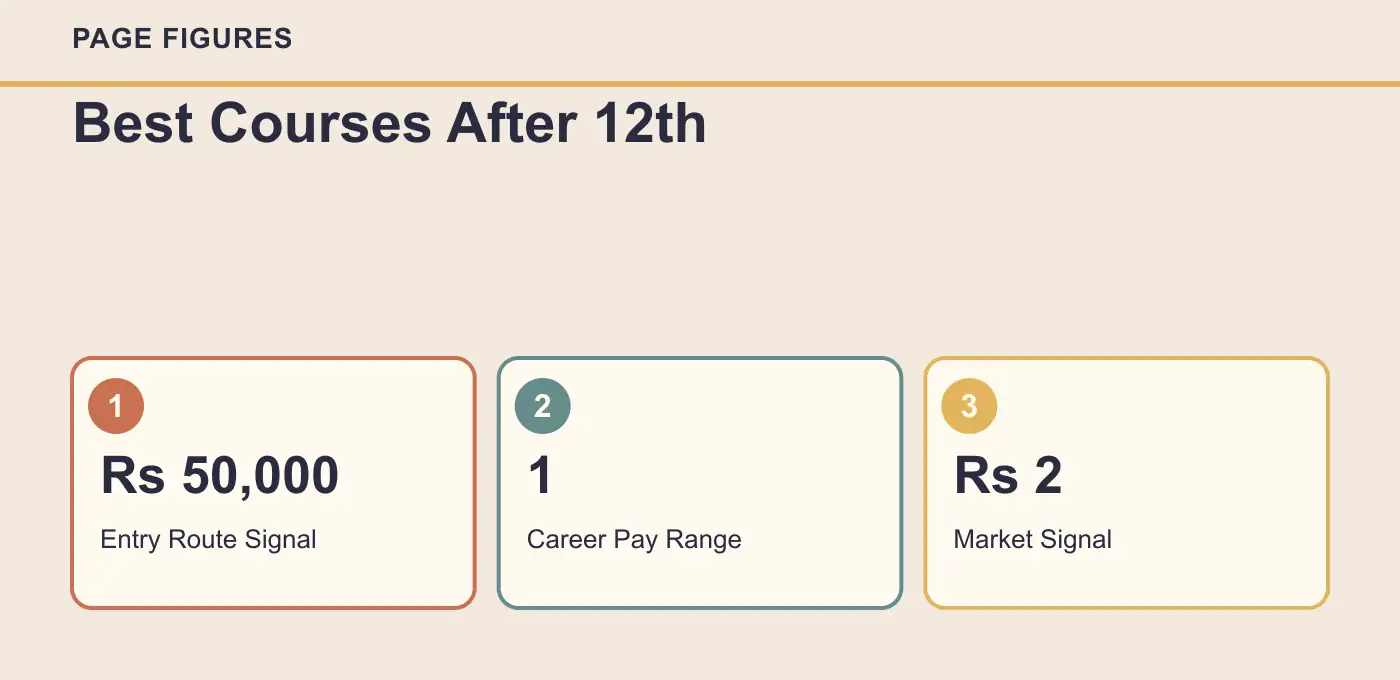 PAGE FIGURES
Best Courses After 12th
1
Rs 50,000
Entry Route Signal
2
1
Career Pay Range
3
Rs 2
Market Signal